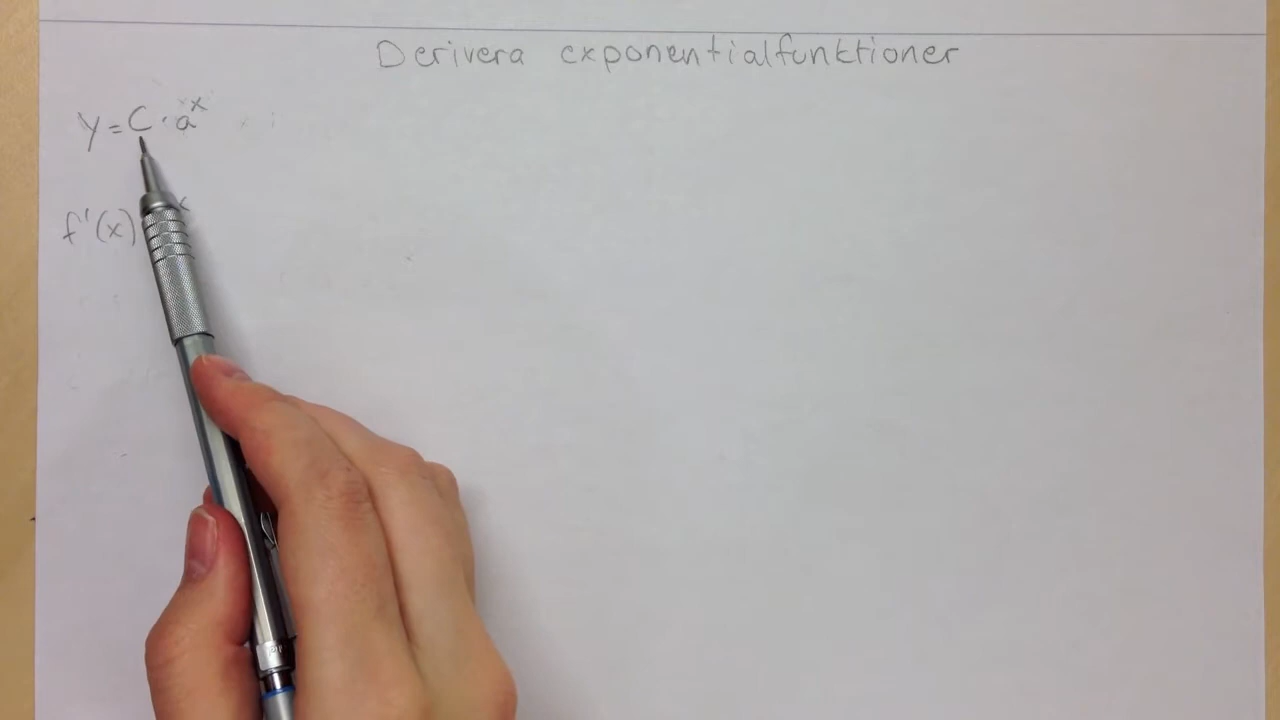 Derivera exponentialfunktioner
y = C · a^x
f'(x)